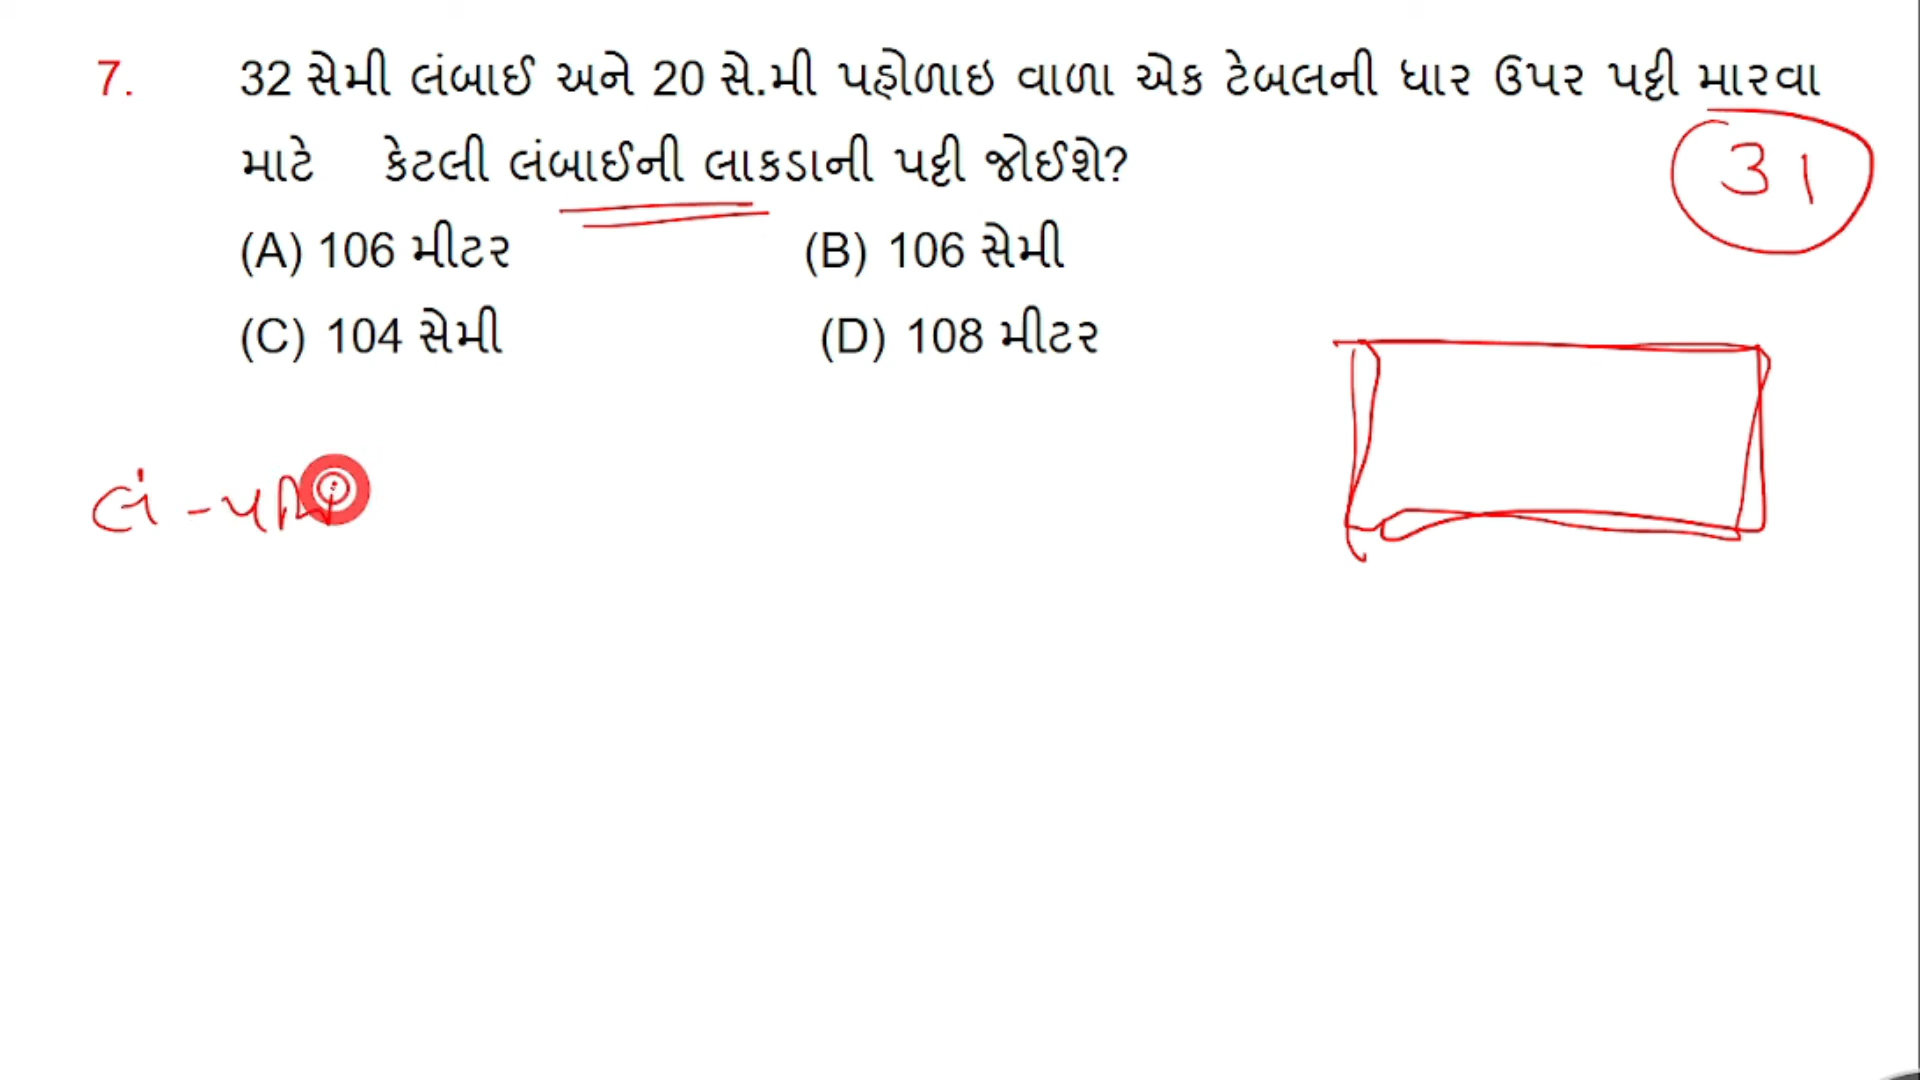 7. 32 સેમી લંબાઈ અને 20 સે.મી પહોળાઇ વાળા એક ટેબલની ધાર ઉપર પટ્ટી મારવા
માટે કેટલી લંબાઈની લાકડાની પટ્ટી જોઈશે?
31
(A) 106 મીટર (B) 106 સેમી
(C) 104 સેમી (D) 108 મીટર
લં -